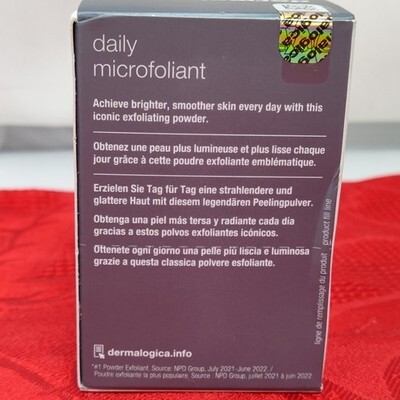 daily
microfoliant
Achieve brighter, smoother skin every day with this
iconic exfoliating powder.
Obtenez une peau plus lumineuse et plus lisse chaque
jour grâce à cette poudre exfoliante emblématique.
Erzielen Sie Tag für Tag eine strahlendere und
glattere Haut mit diesem legendären Peelingpulver.
Obtenga una piel más tersa y radiante cada día
gracias a estos polvos exfoliantes icónicos.
Ottenete ogni giorno una pelle più liscia e luminosa
grazie a questa classica polvere esfoliante.
product fill line
ligne de remplissage du produit
dermalogica.info
*#1 Powder Exfoliant. Source: NPD Group, July 2021-June 2022. /
Poudre exfoliante la plus populaire. Source : NPD Group, juillet 2021 à juin 2022.